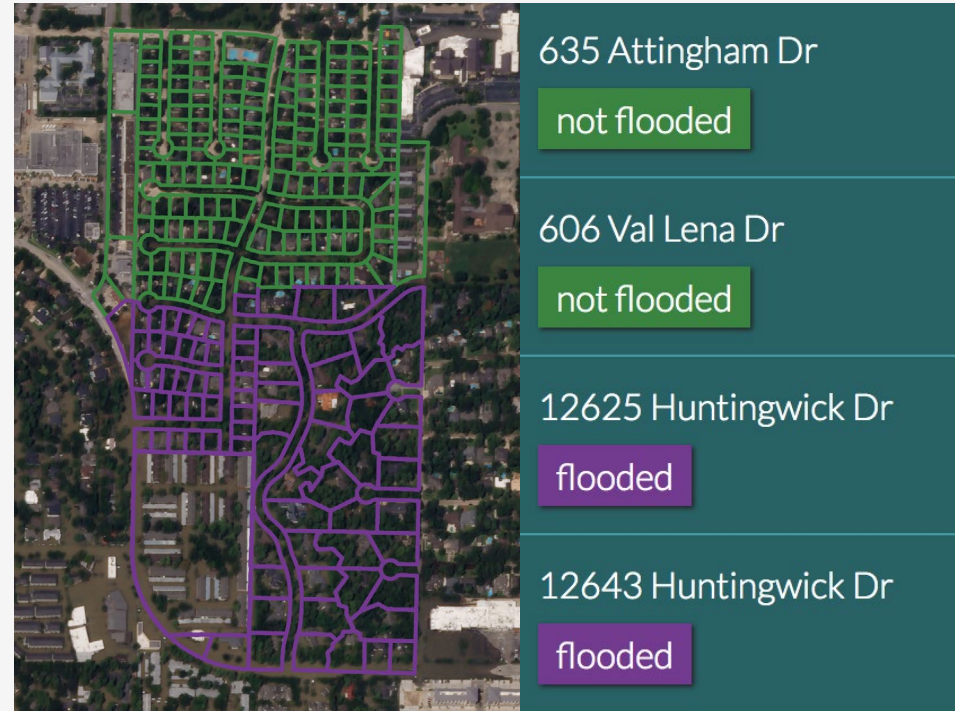 635 Attingham Dr
not flooded
606 Val Lena Dr
not flooded
12625 Huntingwick Dr
flooded
12643 Huntingwick Dr
flooded